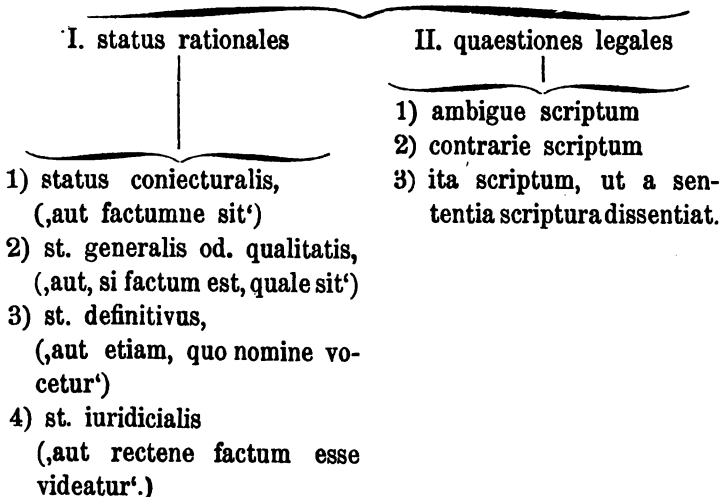 I. status rationales
1) status coniecturalis,
(‚aut factumne sit‘)
2) st. generalis od. qualitatis,
(‚aut, si factum est, quale sit‘)
3) st. definitivus,
(‚aut etiam, quo nomine vo-
cetur‘)
4) st. iuridicialis
(‚aut rectene factum esse
videatur‘.)
II. quaestiones legales
1) ambigue scriptum
2) contrarie scriptum
3) ita scriptum, ut a sen-
tentia scriptura dissentiat.